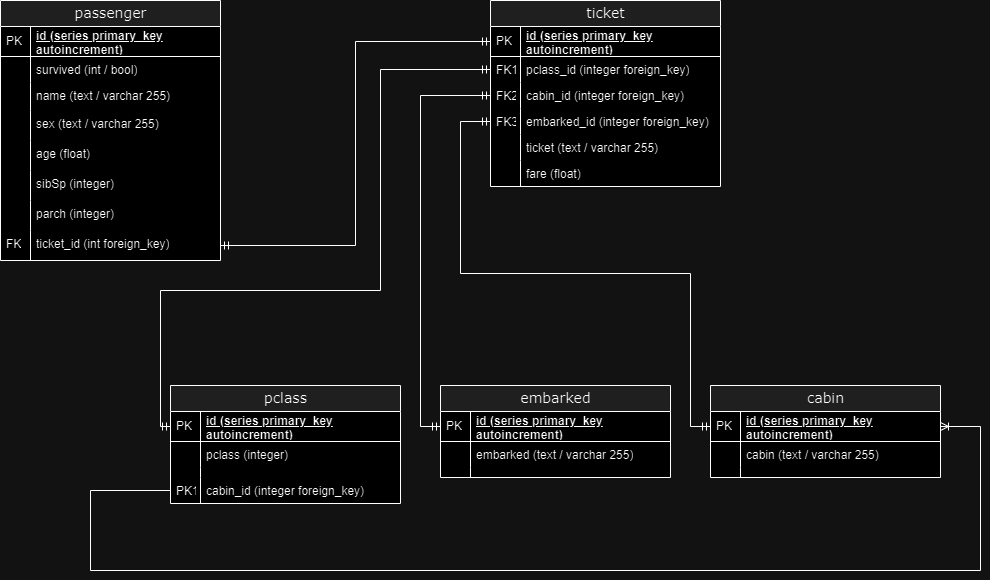 passenger
PK
id (series primary_key
autoincrement)
survived (int / bool)
name (text / varchar 255)
sex (text / varchar 255)
age (float)
sibSp (integer)
parch (integer)
FK
ticket_id (int foreign_key)
ticket
PK
id (series primary_key
autoincrement)
FK1
pclass_id (integer foreign_key)
FK2
cabin_id (integer foreign_key)
FK3
embarked_id (integer foreign_key)
ticket (text / varchar 255)
fare (float)
pclass
PK
id (series primary_key
autoincrement)
pclass (integer)
PK1
cabin_id (integer foreign_key)
embarked
PK
id (series primary_key
autoincrement)
embarked (text / varchar 255)
cabin
PK
id (series primary_key
autoincrement)
cabin (text / varchar 255)